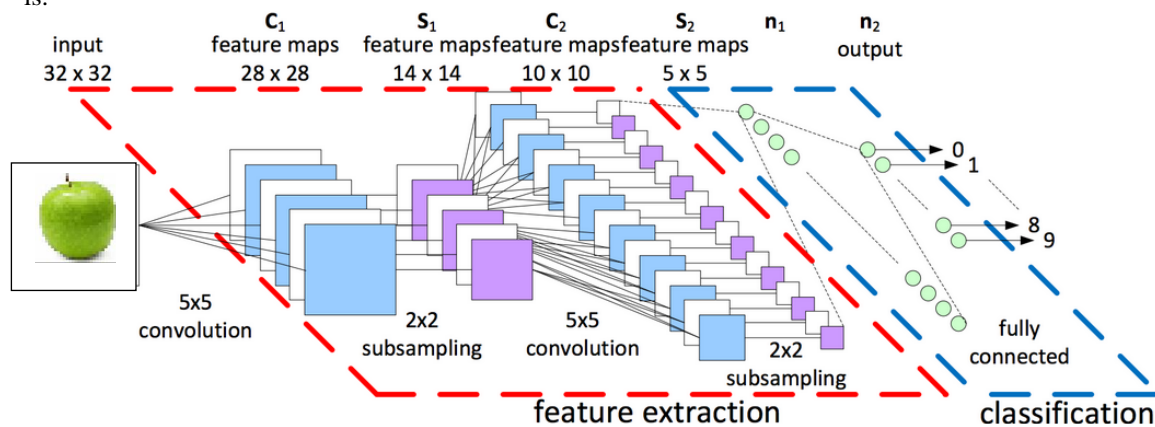 is:
C1 S1 C2 S2 n1 n2
input feature maps feature maps feature maps feature maps output
32 x 32 28 x 28 14 x 14 10 x 10 5 x 5
0
1
8
9
5x5
convolution
2x2
subsampling
5x5
convolution
2x2
subsampling
fully
connected
feature extraction
classification